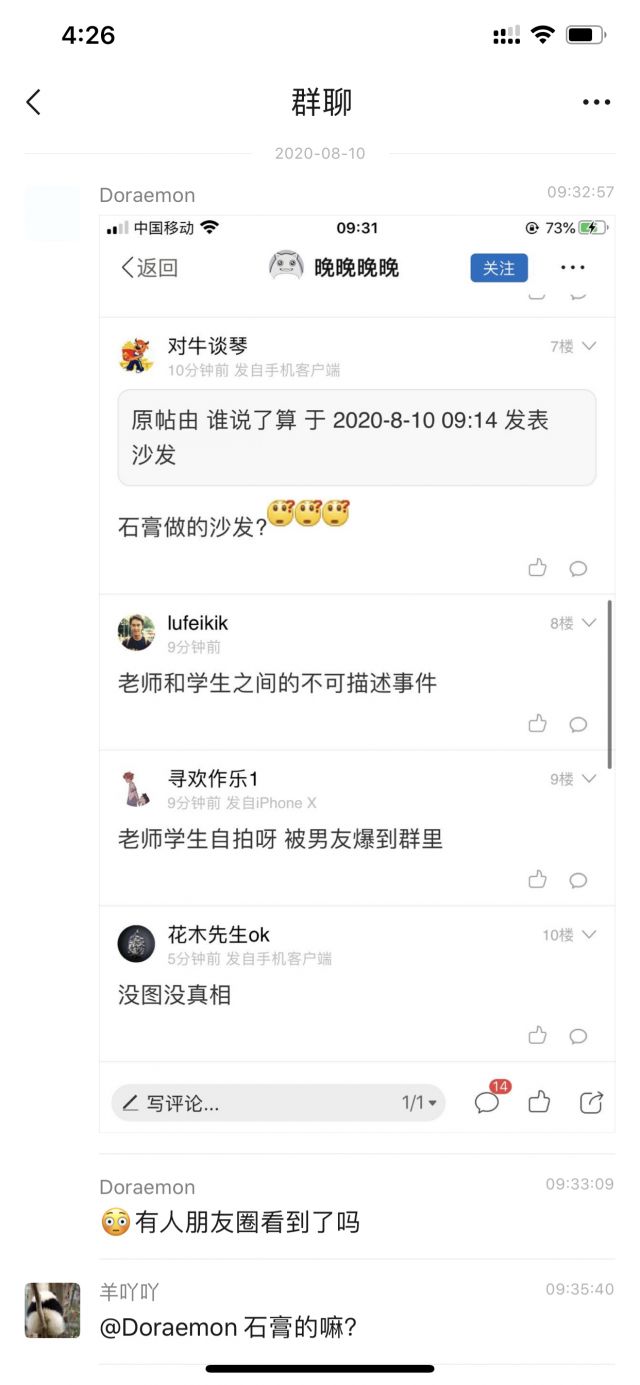 4:26
群聊
2020-08-10
Doraemon
09:32:57
中国移动
09:31
73%
返回
晚晚晚晚
关注
对牛谈琴
7楼
10分钟前 发自手机客户端
原帖由 谁说了算 于 2020-8-10 09:14 发表
沙发
石膏做的沙发?
lufeikik
8楼
9分钟前
老师和学生之间的不可描述事件
寻欢作乐1
9楼
9分钟前 发自iPhone X
老师学生自拍呀 被男友爆到群里
花木先生ok
10楼
5分钟前 发自手机客户端
没图没真相
写评论...
1/1
14
Doraemon
09:33:09
😳有人朋友圈看到了吗
羊吖吖
09:35:40
@Doraemon 石膏的嘛?